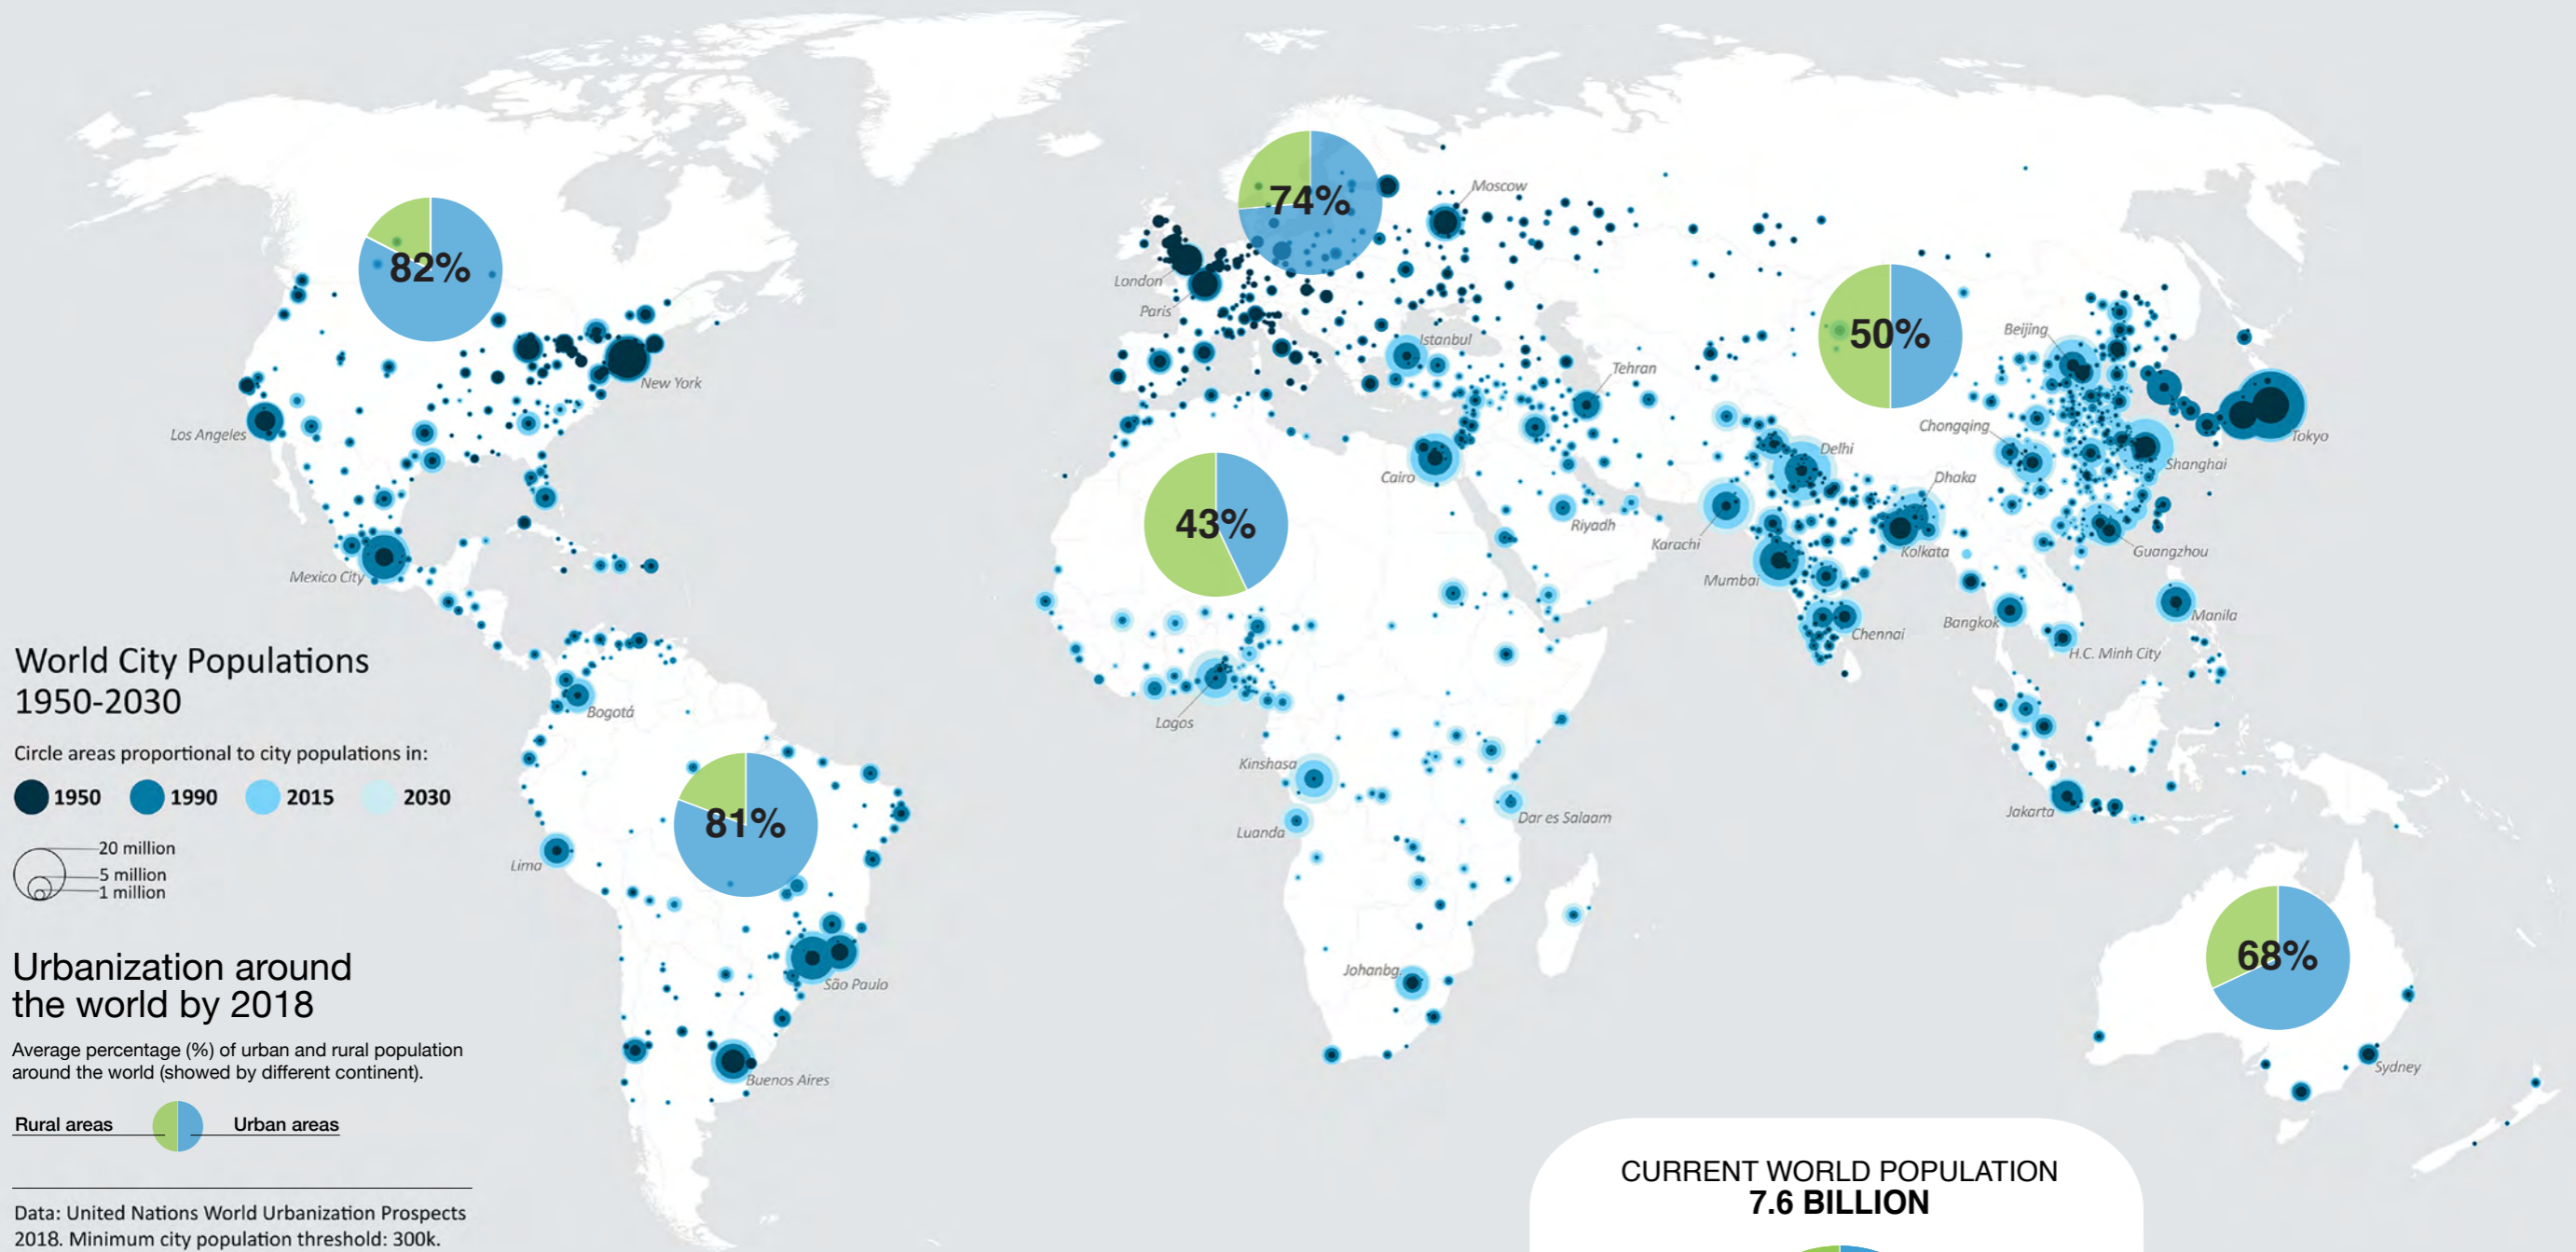 82%
74%
50%
43%
81%
68%
Moscow
London
Paris
Istanbul
Beijing
Tehran
New York
Los Angeles
Tokyo
Chongqing
Delhi
Shanghai
Cairo
Dhaka
Riyadh
Karachi
Kolkata
Guangzhou
Mexico City
Mumbai
Manila
Bangkok
Chennai
H.C. Minh City
Bogotá
Lagos
Kinshasa
Jakarta
Dar es Salaam
Luanda
Lima
Johanbg.
São Paulo
Sydney
Buenos Aires
World City Populations
1950-2030
Circle areas proportional to city populations in:
1950 1990 2015 2030
20 million
5 million
1 million
Urbanization around
the world by 2018
Average percentage (%) of urban and rural population
around the world (showed by different continent).
Rural areas Urban areas
Data: United Nations World Urbanization Prospects
2018. Minimum city population threshold: 300k.
CURRENT WORLD POPULATION
7.6 BILLION